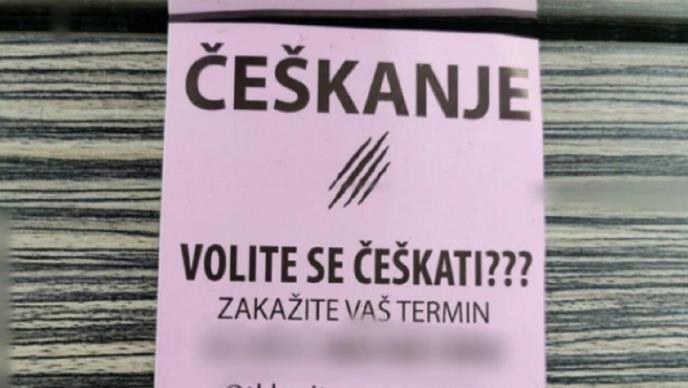 ČEŠKANJE
VOLITE SE ČEŠKATI???
ZAKAŽITE VAŠ TERMIN